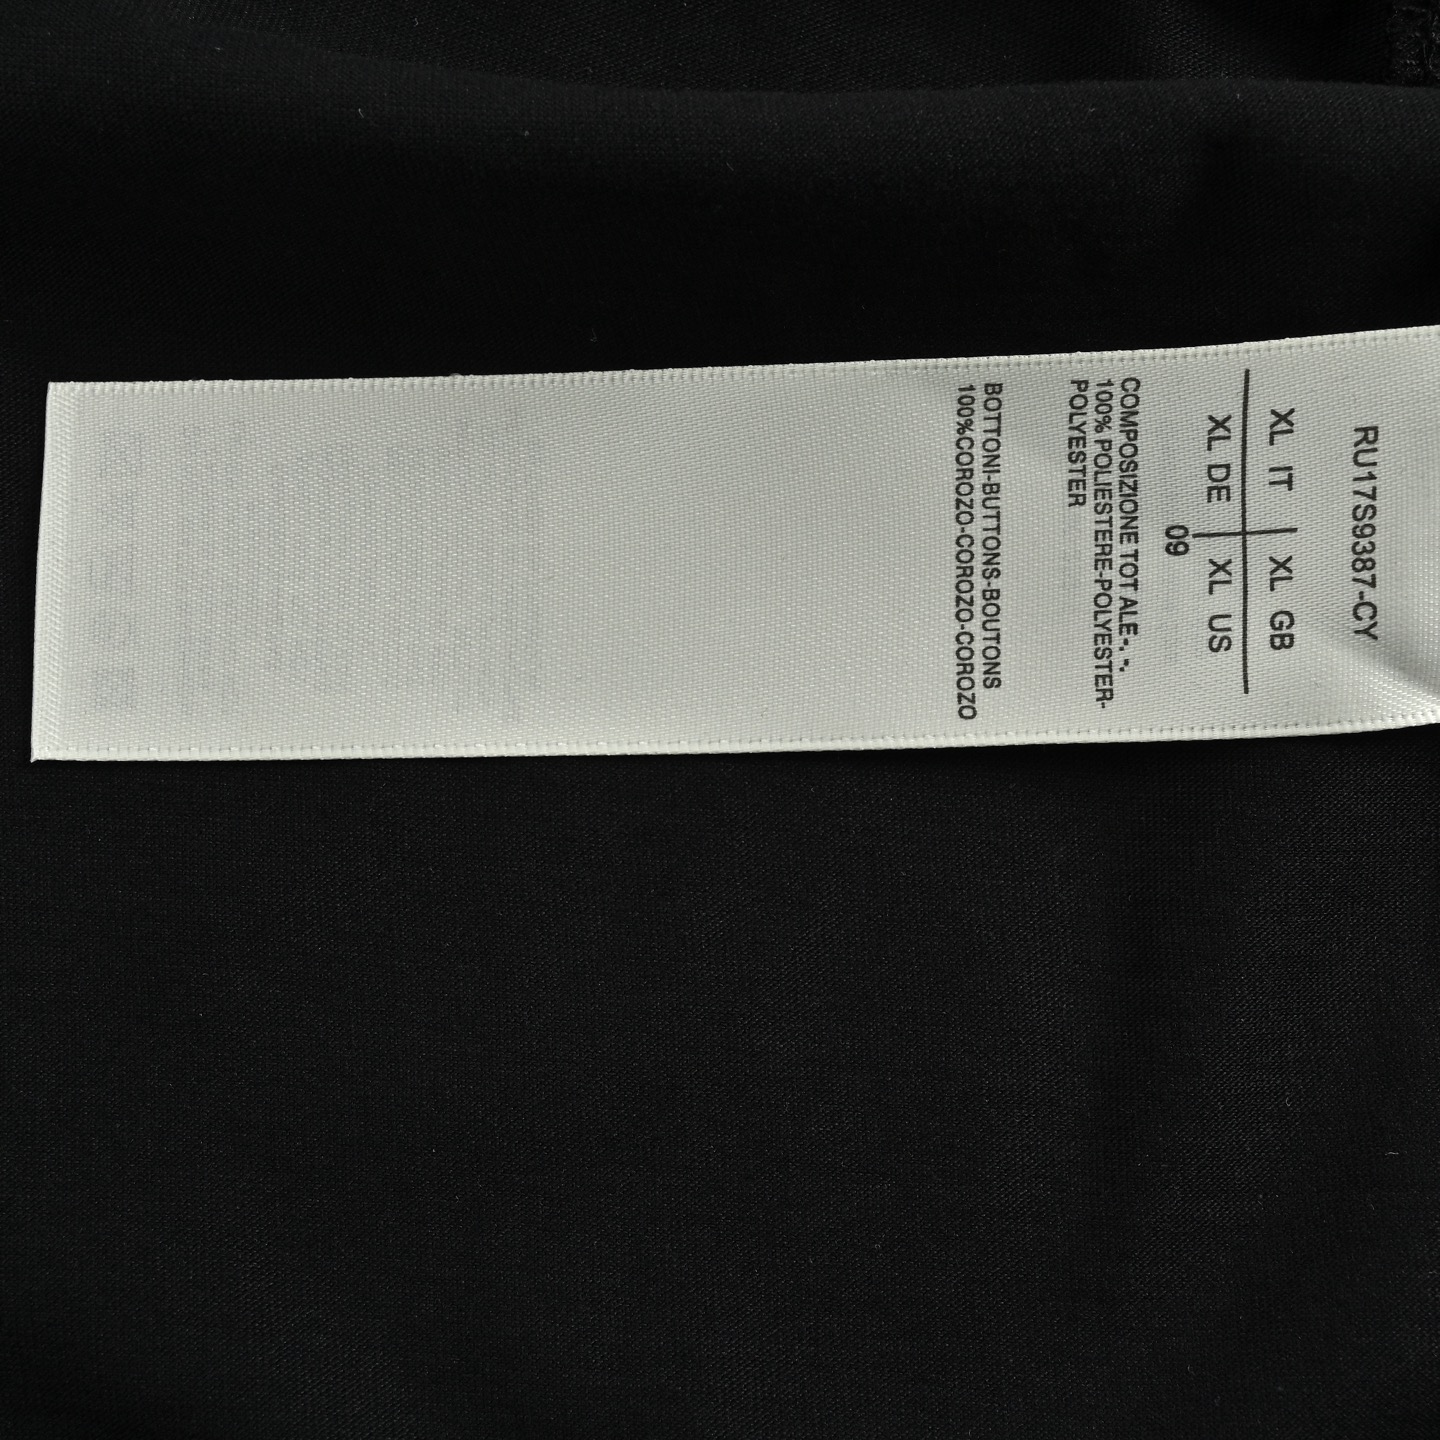 RU17S9387-CY
XL IT XL GB
XL DE XL US
09
COMPOSIZIONE TOT ALE-. -.
100% POLIESTERE-POLYESTER-
POLYESTER
BOTTONI-BUTTONS-BOUTONS
100%COROZO-COROZO-COROZO